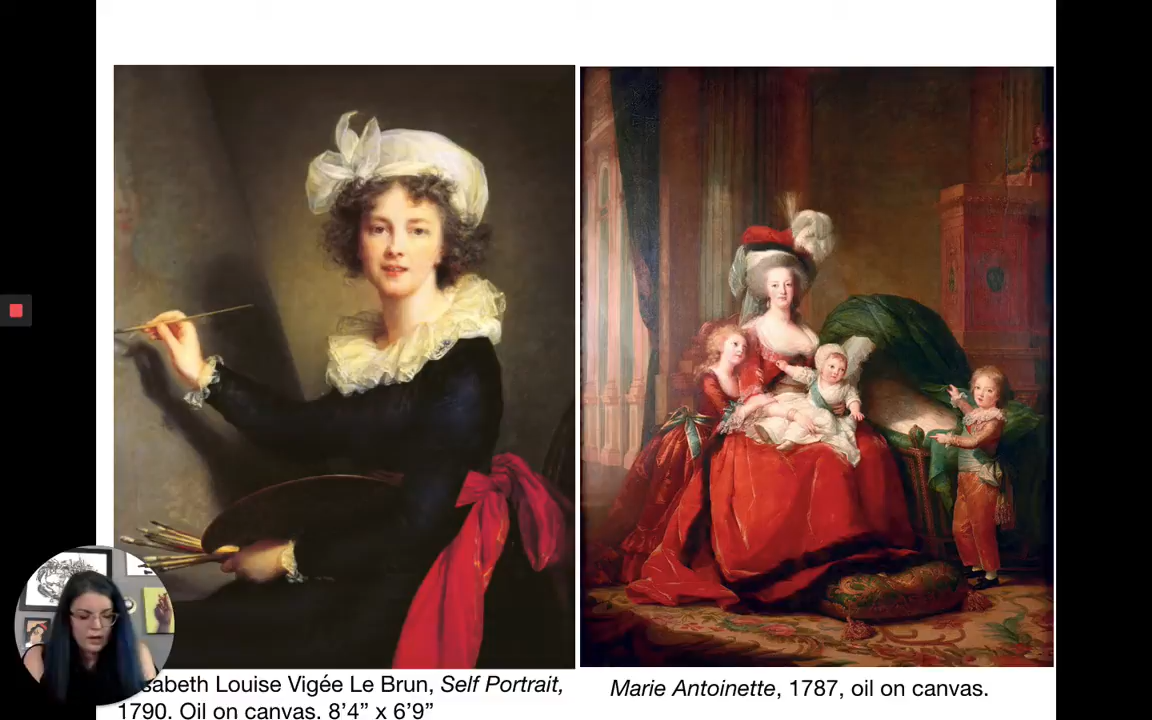 sabeth Louise Vigée Le Brun, Self Portrait,
1790. Oil on canvas. 8’4” x 6’9”
Marie Antoinette, 1787, oil on canvas.